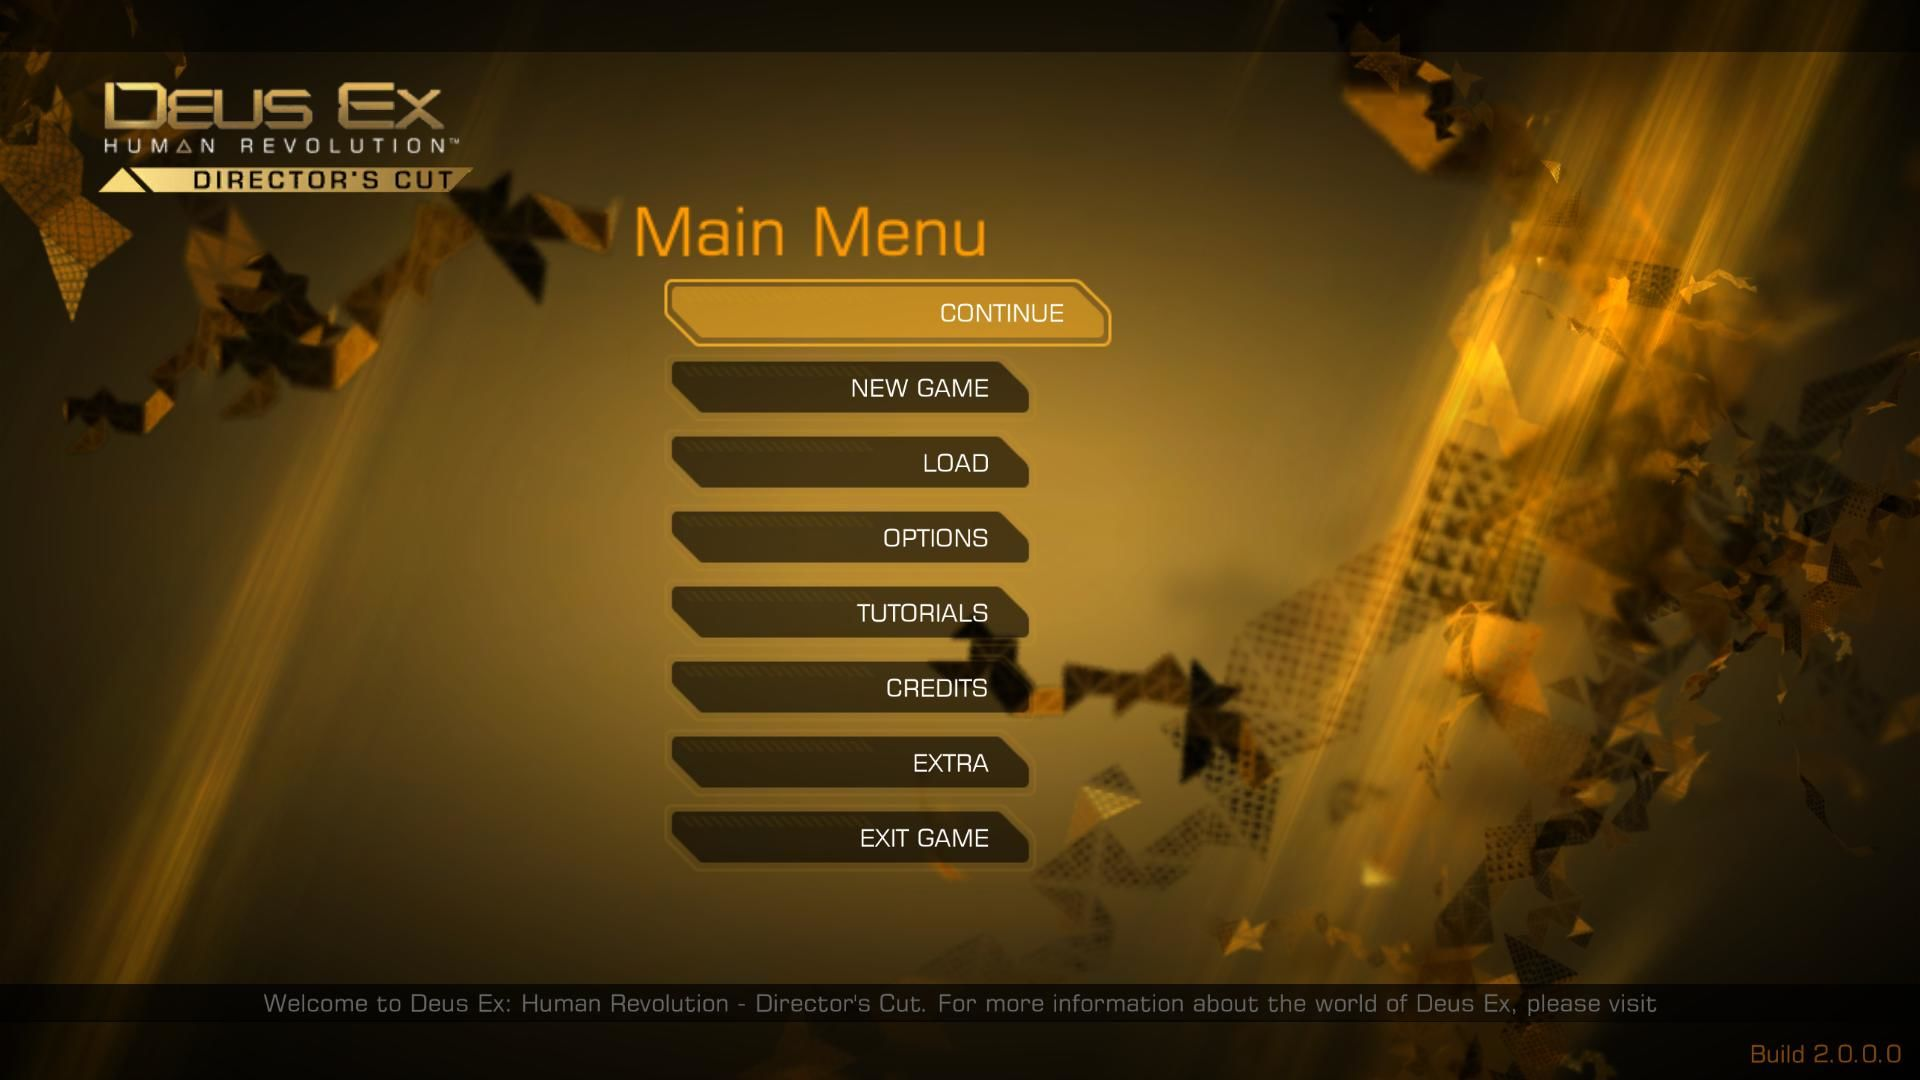 DEUS EX
HUMAN REVOLUTION™
DIRECTOR'S CUT
Main Menu
CONTINUE
NEW GAME
LOAD
OPTIONS
TUTORIALS
CREDITS
EXTRA
EXIT GAME
Welcome to Deus Ex: Human Revolution - Director's Cut. For more information about the world of Deus Ex, please visit
Build 2.0.0.0